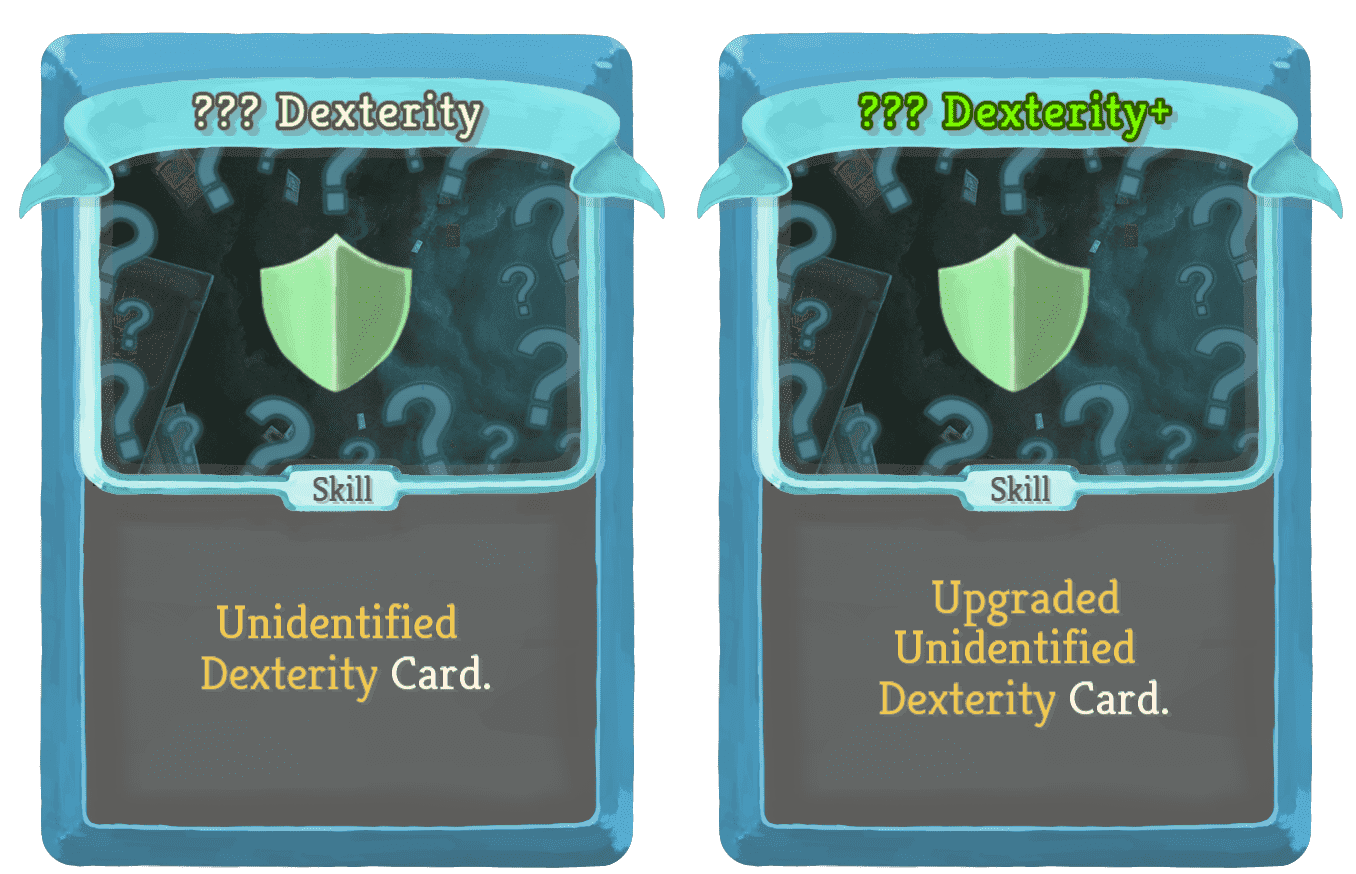 ??? Dexterity
Skill
Unidentified
Dexterity Card.
??? Dexterity+
Skill
Upgraded
Unidentified
Dexterity Card.